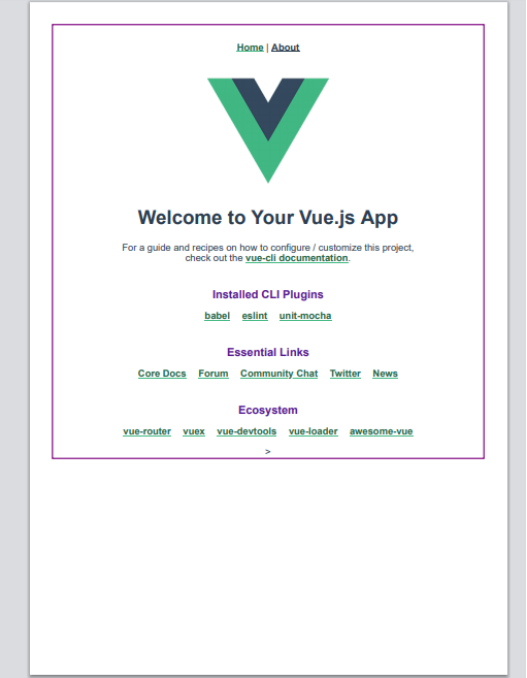 Home | About
Welcome to Your Vue.js App
For a guide and recipes on how to configure / customize this project,
check out the vue-cli documentation.
Installed CLI Plugins
babel eslint unit-mocha
Essential Links
Core Docs Forum Community Chat Twitter News
Ecosystem
vue-router vuex vue-devtools vue-loader awesome-vue
>